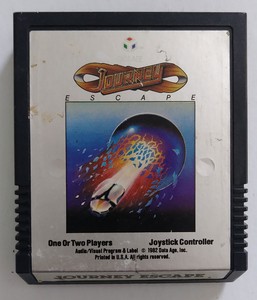 JOURNEY
ESCAPE
One Or Two Players Joystick Controller
Audio/Visual Program & Label © 1982 Data Age, Inc.
Printed in U.S.A. All rights reserved.
JOURNEY ESCAPE